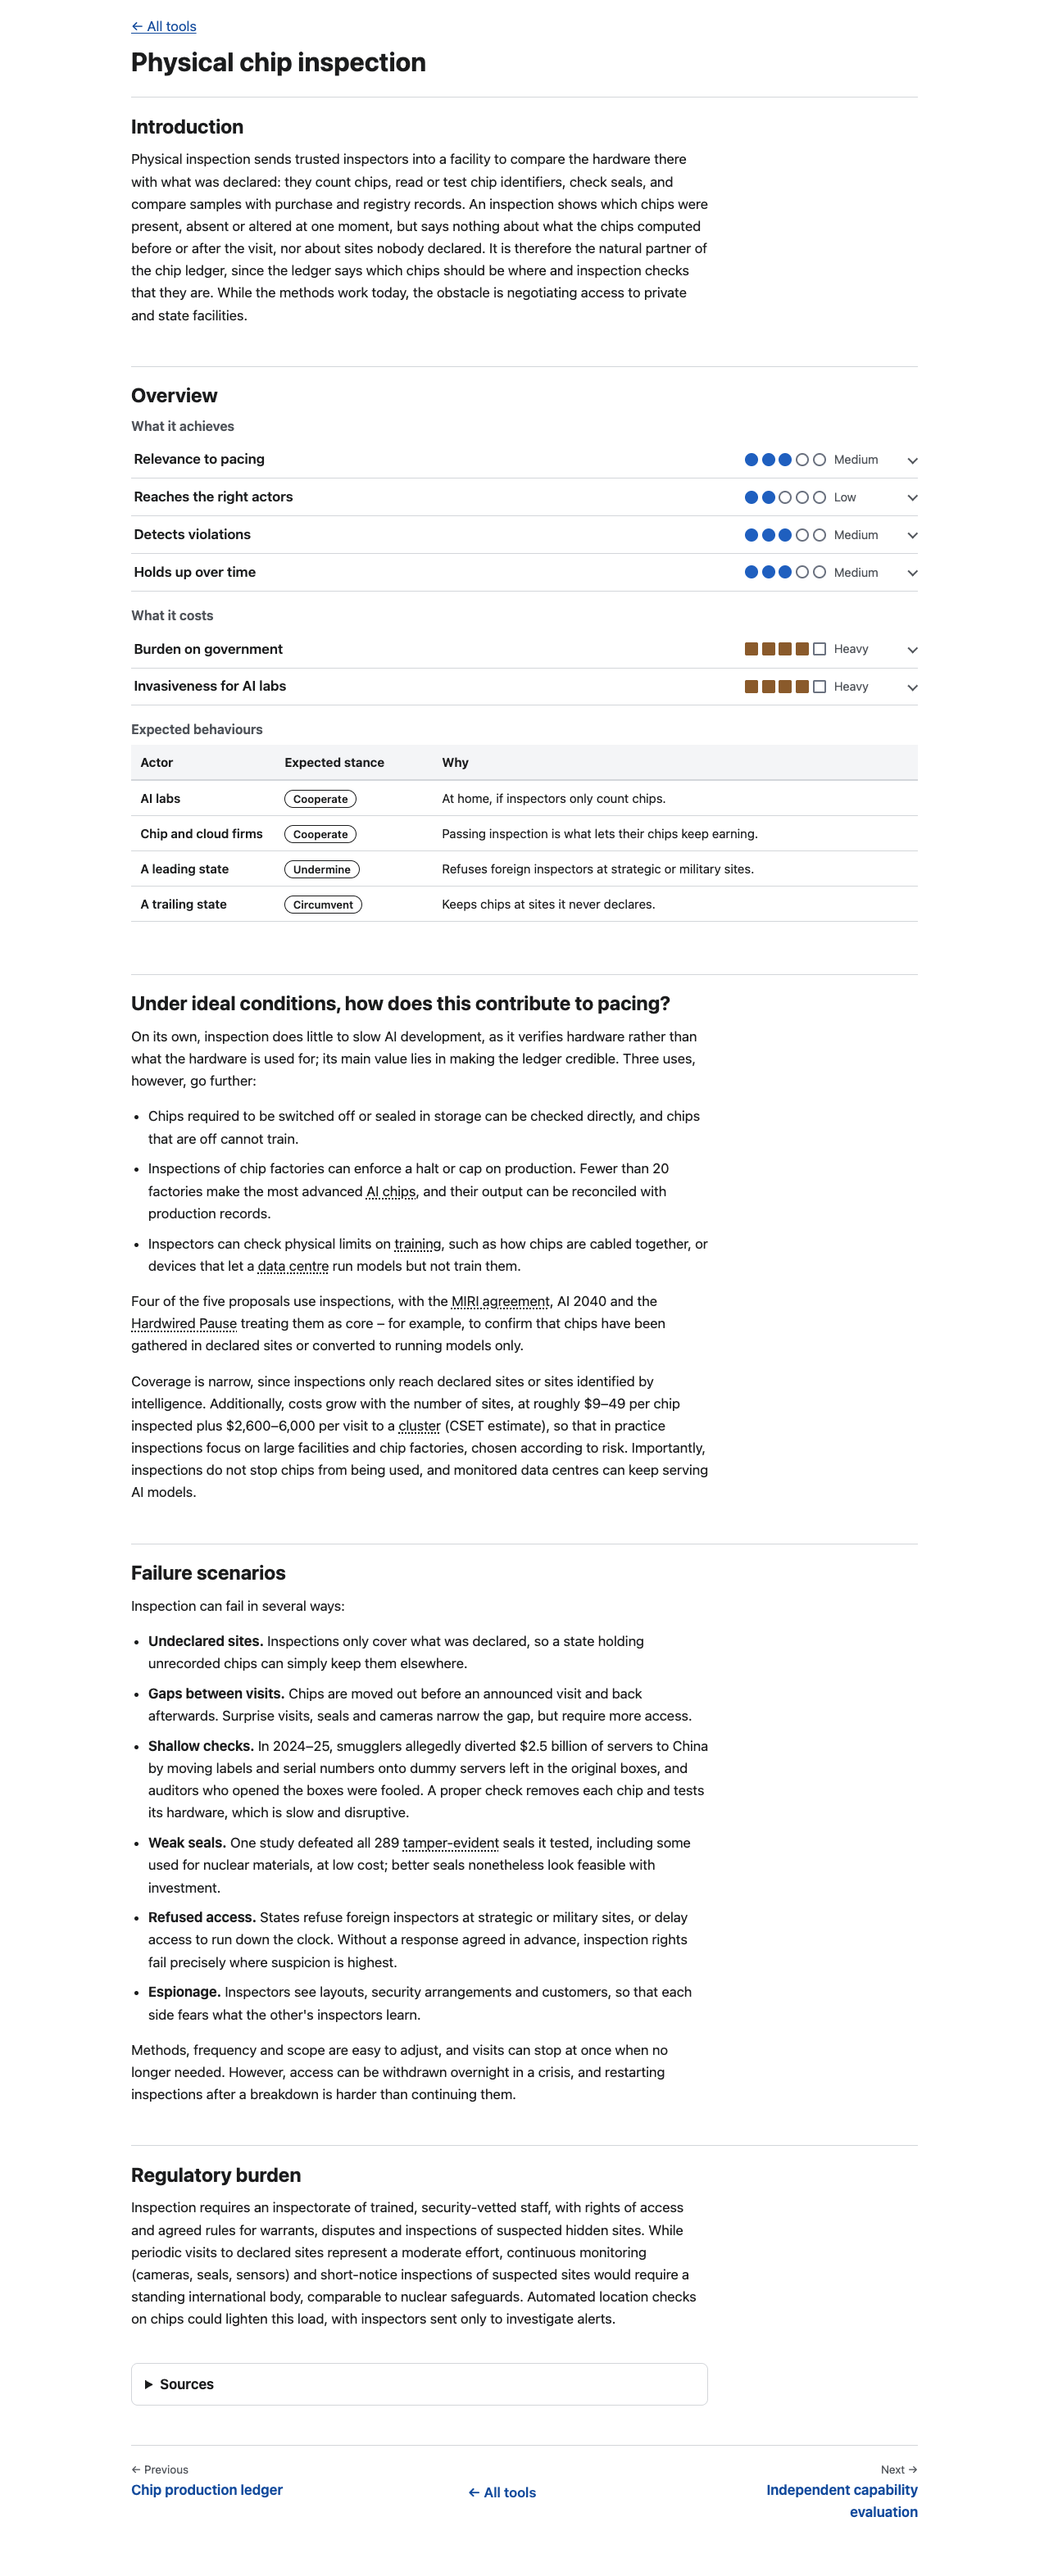 ← All tools
Physical chip inspection
Introduction
Physical inspection sends trusted inspectors into a facility to compare the hardware there
with what was declared: they count chips, read or test chip identifiers, check seals, and
compare samples with purchase and registry records. An inspection shows which chips were
present, absent or altered at one moment, but says nothing about what the chips computed
before or after the visit, nor about sites nobody declared. It is therefore the natural partner of
the chip ledger, since the ledger says which chips should be where and inspection checks
that they are. While the methods work today, the obstacle is negotiating access to private
and state facilities.
Overview
What it achieves
Relevance to pacing Medium
Reaches the right actors Low
Detects violations Medium
Holds up over time Medium
What it costs
Burden on government Heavy
Invasiveness for AI labs Heavy
Expected behaviours
Actor Expected stance Why
AI labs Cooperate At home, if inspectors only count chips.
Chip and cloud firms Cooperate Passing inspection is what lets their chips keep earning.
A leading state Undermine Refuses foreign inspectors at strategic or military sites.
A trailing state Circumvent Keeps chips at sites it never declares.
Under ideal conditions, how does this contribute to pacing?
On its own, inspection does little to slow AI development, as it verifies hardware rather than
what the hardware is used for; its main value lies in making the ledger credible. Three uses,
however, go further:
• Chips required to be switched off or sealed in storage can be checked directly, and chips
that are off cannot train.
• Inspections of chip factories can enforce a halt or cap on production. Fewer than 20
factories make the most advanced AI chips, and their output can be reconciled with
production records.
• Inspectors can check physical limits on training, such as how chips are cabled together, or
devices that let a data centre run models but not train them.
Four of the five proposals use inspections, with the MIRI agreement, AI 2040 and the
Hardwired Pause treating them as core – for example, to confirm that chips have been
gathered in declared sites or converted to running models only.
Coverage is narrow, since inspections only reach declared sites or sites identified by
intelligence. Additionally, costs grow with the number of sites, at roughly $9–49 per chip
inspected plus $2,600–6,000 per visit to a cluster (CSET estimate), so that in practice
inspections focus on large facilities and chip factories, chosen according to risk. Importantly,
inspections do not stop chips from being used, and monitored data centres can keep serving
AI models.
Failure scenarios
Inspection can fail in several ways:
• Undeclared sites. Inspections only cover what was declared, so a state holding
unrecorded chips can simply keep them elsewhere.
• Gaps between visits. Chips are moved out before an announced visit and back
afterwards. Surprise visits, seals and cameras narrow the gap, but require more access.
• Shallow checks. In 2024–25, smugglers allegedly diverted $2.5 billion of servers to China
by moving labels and serial numbers onto dummy servers left in the original boxes, and
auditors who opened the boxes were fooled. A proper check removes each chip and tests
its hardware, which is slow and disruptive.
• Weak seals. One study defeated all 289 tamper-evident seals it tested, including some
used for nuclear materials, at low cost; better seals nonetheless look feasible with
investment.
• Refused access. States refuse foreign inspectors at strategic or military sites, or delay
access to run down the clock. Without a response agreed in advance, inspection rights
fail precisely where suspicion is highest.
• Espionage. Inspectors see layouts, security arrangements and customers, so that each
side fears what the other's inspectors learn.
Methods, frequency and scope are easy to adjust, and visits can stop at once when no
longer needed. However, access can be withdrawn overnight in a crisis, and restarting
inspections after a breakdown is harder than continuing them.
Regulatory burden
Inspection requires an inspectorate of trained, security-vetted staff, with rights of access
and agreed rules for warrants, disputes and inspections of suspected hidden sites. While
periodic visits to declared sites represent a moderate effort, continuous monitoring
(cameras, seals, sensors) and short-notice inspections of suspected sites would require a
standing international body, comparable to nuclear safeguards. Automated location checks
on chips could lighten this load, with inspectors sent only to investigate alerts.
▶ Sources
← Previous
Chip production ledger
← All tools
Next →
Independent capability
evaluation